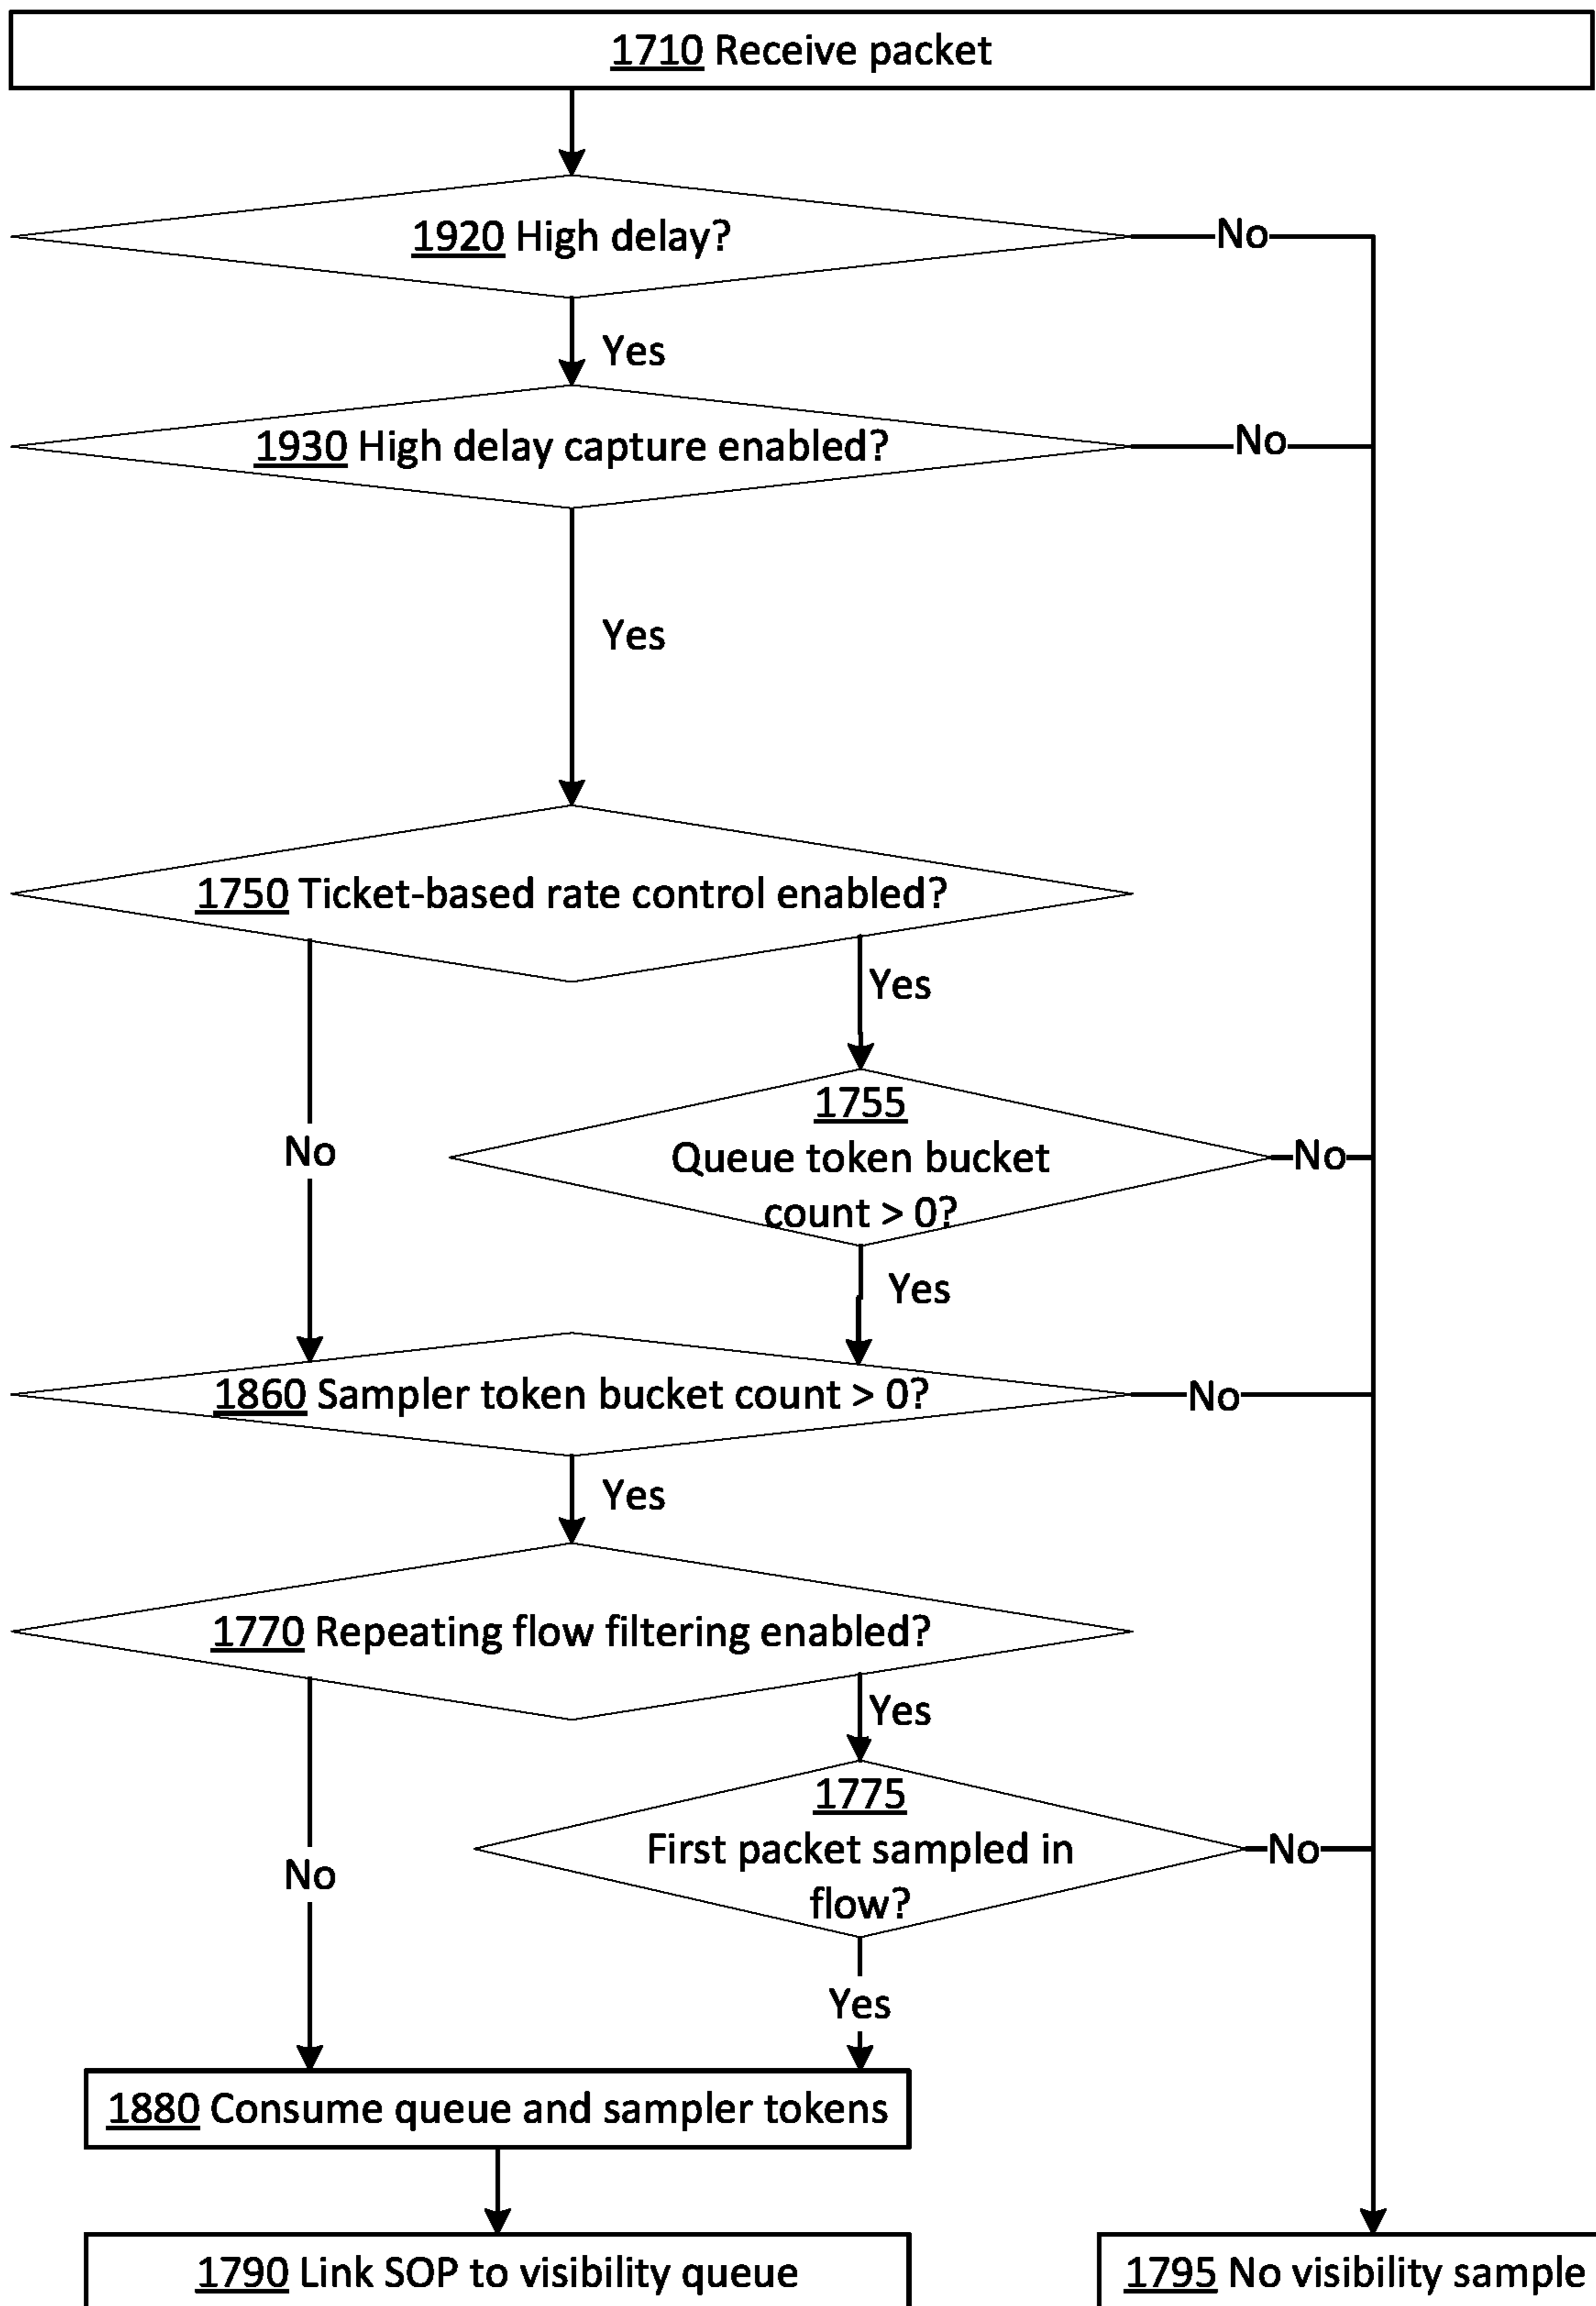 1710 Receive packet
1920 High delay?
No
Yes
1930 High delay capture enabled?
No
Yes
1750 Ticket-based rate control enabled?
Yes
1755
No
Queue token bucket
No
count > 0?
Yes
1860 Sampler token bucket count > 0?
No
Yes
1770 Repeating flow filtering enabled?
Yes
1775
First packet sampled in
No
No
flow?
Yes
1880 Consume queue and sampler tokens
1790 Link SOP to visibility queue
1795 No visibility sample